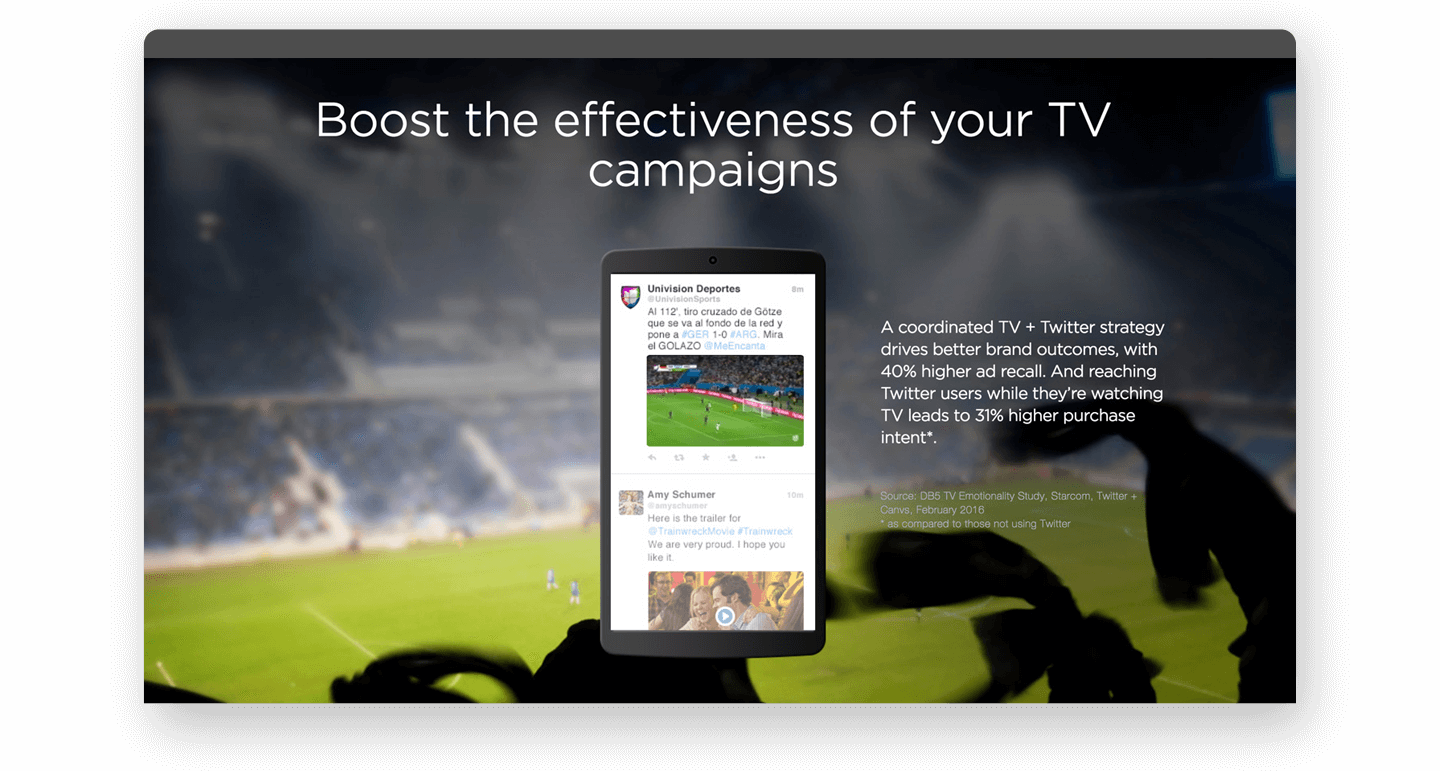 Boost the effectiveness of your TV
campaigns
Univision Deportes
8m
@UnivisionSports
Al 112', tiro cruzado de Götze
que se va al fondo de la red y
pone a #GER 1-0 #ARG. Mira
el GOLAZO @MeEncanta
Amy Schumer
10m
@amyschumer
Here is the trailer for
@TrainwreckMovie #Trainwreck
We are very proud. I hope you
like it.
A coordinated TV + Twitter strategy
drives better brand outcomes, with
40% higher ad recall. And reaching
Twitter users while they’re watching
TV leads to 31% higher purchase
intent*.
Source: DB5 TV Emotionality Study, Starcom, Twitter +
Canvs, February 2016
* as compared to those not using Twitter